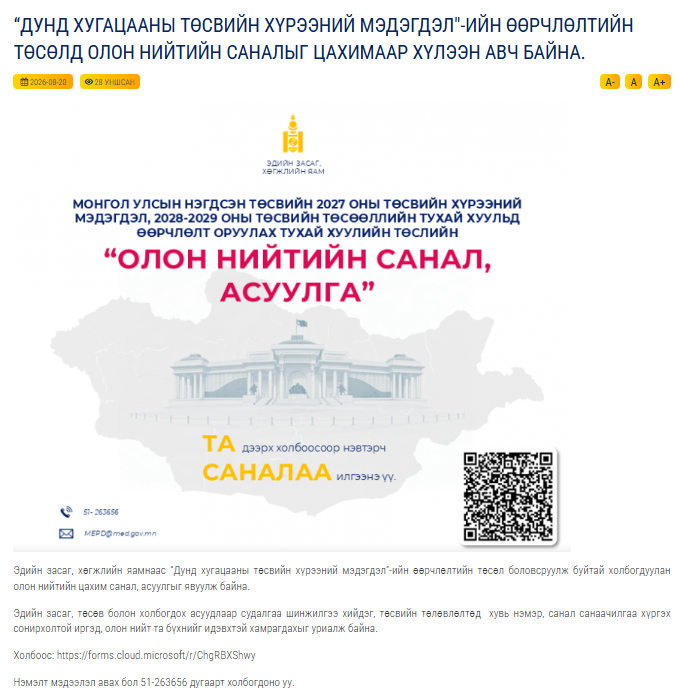 “ДУНД ХУГАЦААНЫ ТӨСВИЙН ХҮРЭЭНИЙ МЭДЭГДЭЛ"-ИЙН ӨӨРЧЛӨЛТИЙН
ТӨСӨЛД ОЛОН НИЙТИЙН САНАЛЫГ ЦАХИМААР ХҮЛЭЭН АВЧ БАЙНА.
2026-08-20 28 УНШСАН A- A A+
ЭДИЙН ЗАСАГ,
ХӨГЖЛИЙН ЯАМ
МОНГОЛ УЛСЫН НЭГДСЭН ТӨСВИЙН 2027 ОНЫ ТӨСВИЙН ХҮРЭЭНИЙ
МЭДЭГДЭЛ, 2028-2029 ОНЫ ТӨСВИЙН ТӨСӨӨЛЛИЙН ТУХАЙ ХУУЛЬД
ӨӨРЧЛӨЛТ ОРУУЛАХ ТУХАЙ ХУУЛИЙН ТӨСЛИЙН
“ОЛОН НИЙТИЙН САНАЛ,
АСУУЛГА”
ТА дээрх холбоосоор нэвтэрч
САНАЛАА илгээнэ үү.
51- 263656
MEPD@med.gov.mn
Эдийн засаг, хөгжлийн яамнаас "Дунд хугацааны төсвийн хүрээний мэдэгдэл"-ийн өөрчлөлтийн төсөл боловсруулж буйтай холбогдуулан
олон нийтийн цахим санал, асуулгыг явуулж байна.
Эдийн засаг, төсөв болон холбогдох асуудлаар судалгаа шинжилгээ хийдэг, төсвийн төлөвлөлтөд хувь нэмэр, санал санаачилгаа хүргэх
сонирхолтой иргэд, олон нийт та бүхнийг идэвхтэй хамрагдахыг уриалж байна.
Холбоос: https://forms.cloud.microsoft/r/ChgRBXShwy
Нэмэлт мэдээлэл авах бол 51-263656 дугаарт холбогдоно уу.